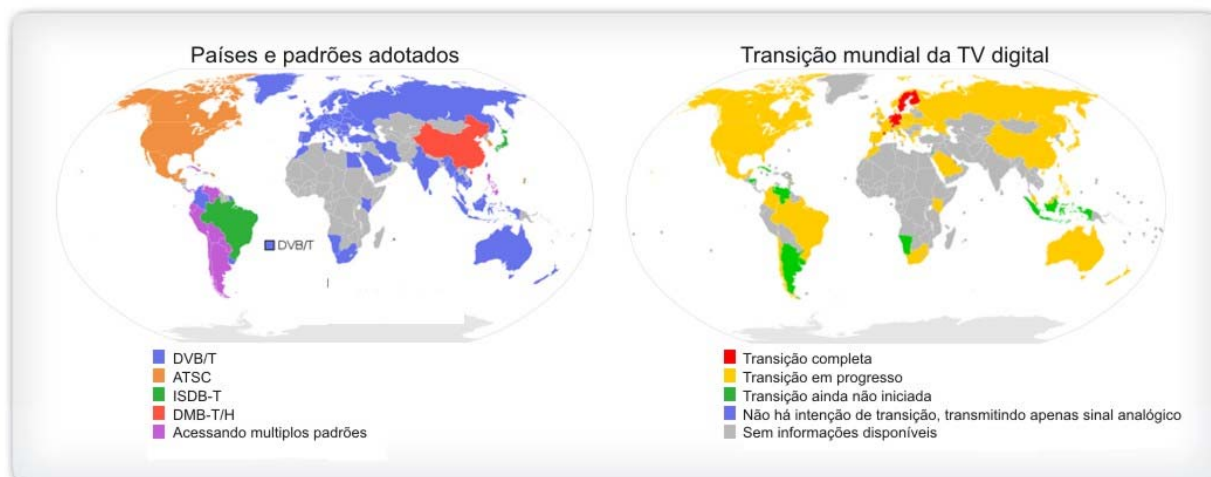 Países e padrões adotados
DVB/T
DVB/T
ATSC
ISDB-T
DMB-T/H
Acessando multiplos padrões
Transição mundial da TV digital
Transição completa
Transição em progresso
Transição ainda não iniciada
Não há intenção de transição, transmitindo apenas sinal analógico
Sem informações disponíveis